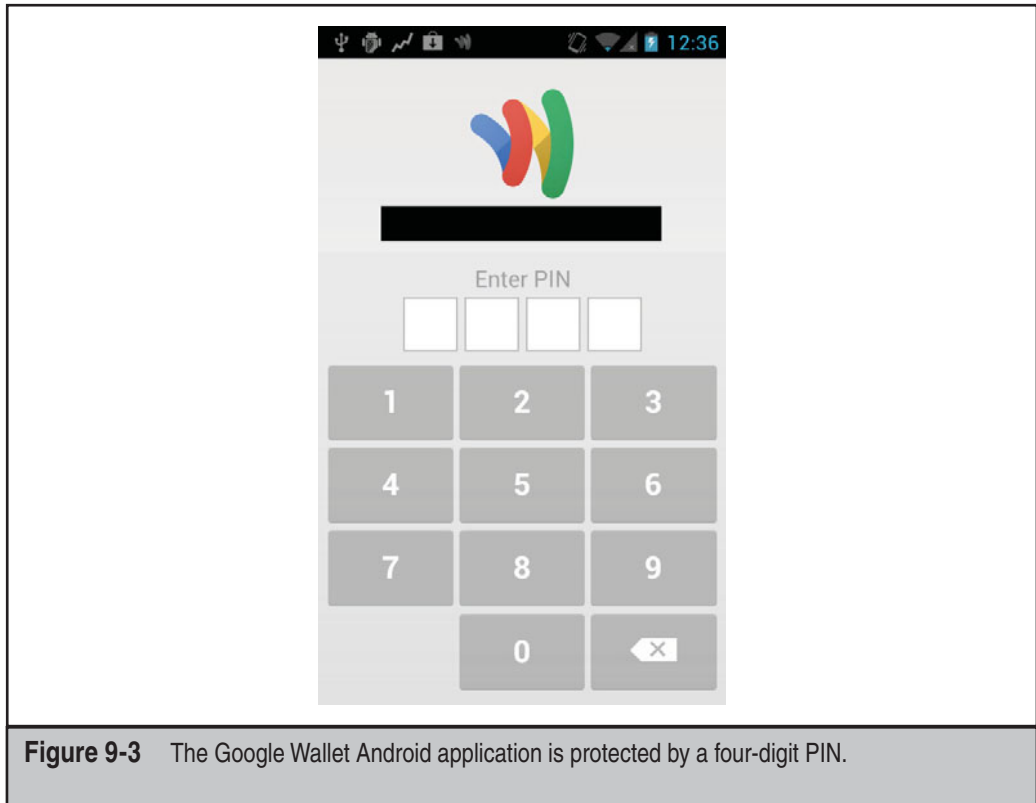 12:36
Enter PIN
1 2 3
4 5 6
7 8 9
0
Figure 9-3 The Google Wallet Android application is protected by a four-digit PIN.